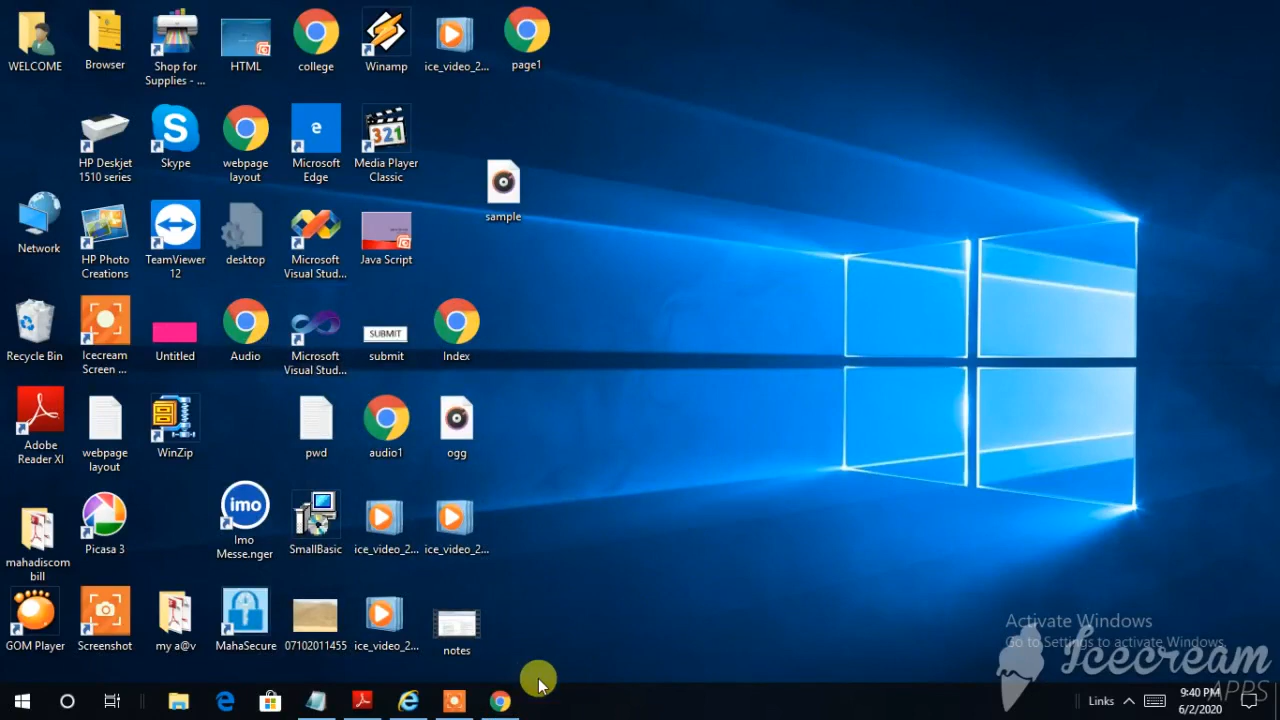 WELCOME
Browser
Shop for
Supplies - ...
HTML
college
Winamp
ice_video_2...
page1
HP Deskjet
1510 series
Skype
webpage
layout
Microsoft
Edge
321
Media Player
Classic
sample
Network
HP Photo
Creations
TeamViewer
12
desktop
Microsoft
Visual Stud...
Java Script
Recycle Bin
Icecream
Screen ...
Untitled
Audio
Microsoft
Visual Stud...
SUBMIT
submit
Index
Adobe
Reader XI
webpage
layout
WinZip
pwd
audio1
ogg
mahadiscom
bill
Picasa 3
imo
Imo
Messe.nger
SmallBasic
ice_video_2...
ice_video_2...
GOM Player
Screenshot
my a@v
MahaSecure
07102011455
ice_video_2...
notes
Activate Windows
Go to Settings to activate Windows.
Icecream
APPS
Links
9:40 PM
6/2/2020